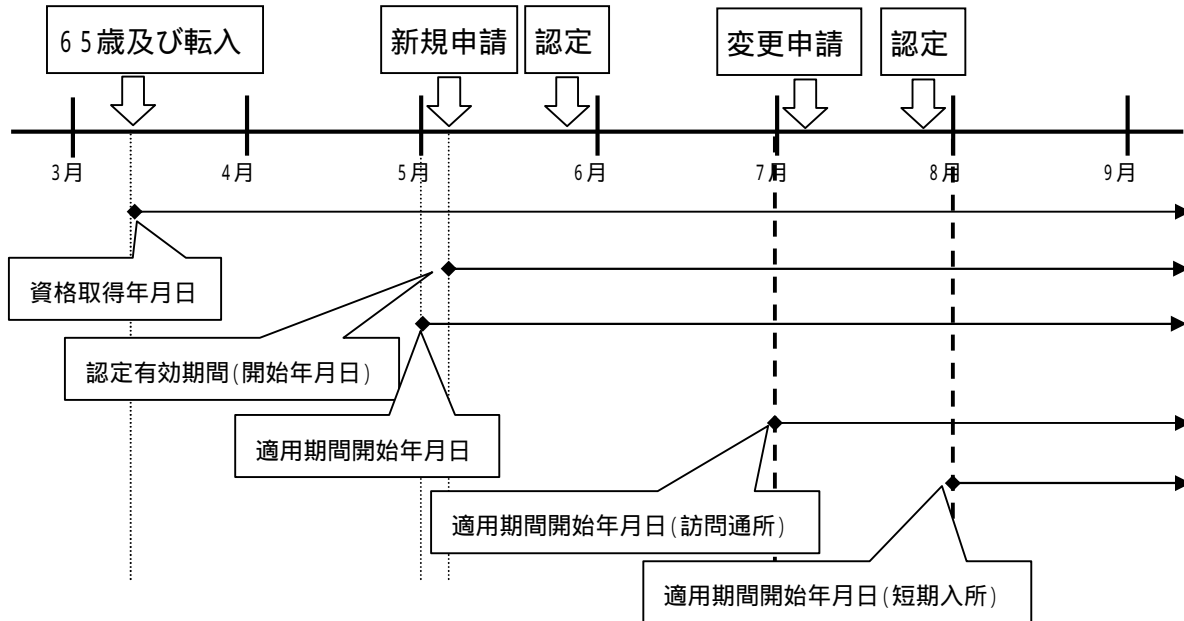 65歳及び転入
新規申請
認定
変更申請
認定
3月
4月
5月
6月
7月
8月
9月
資格取得年月日
認定有効期間(開始年月日)
適用期間開始年月日
適用期間開始年月日(訪問通所)
適用期間開始年月日(短期入所)